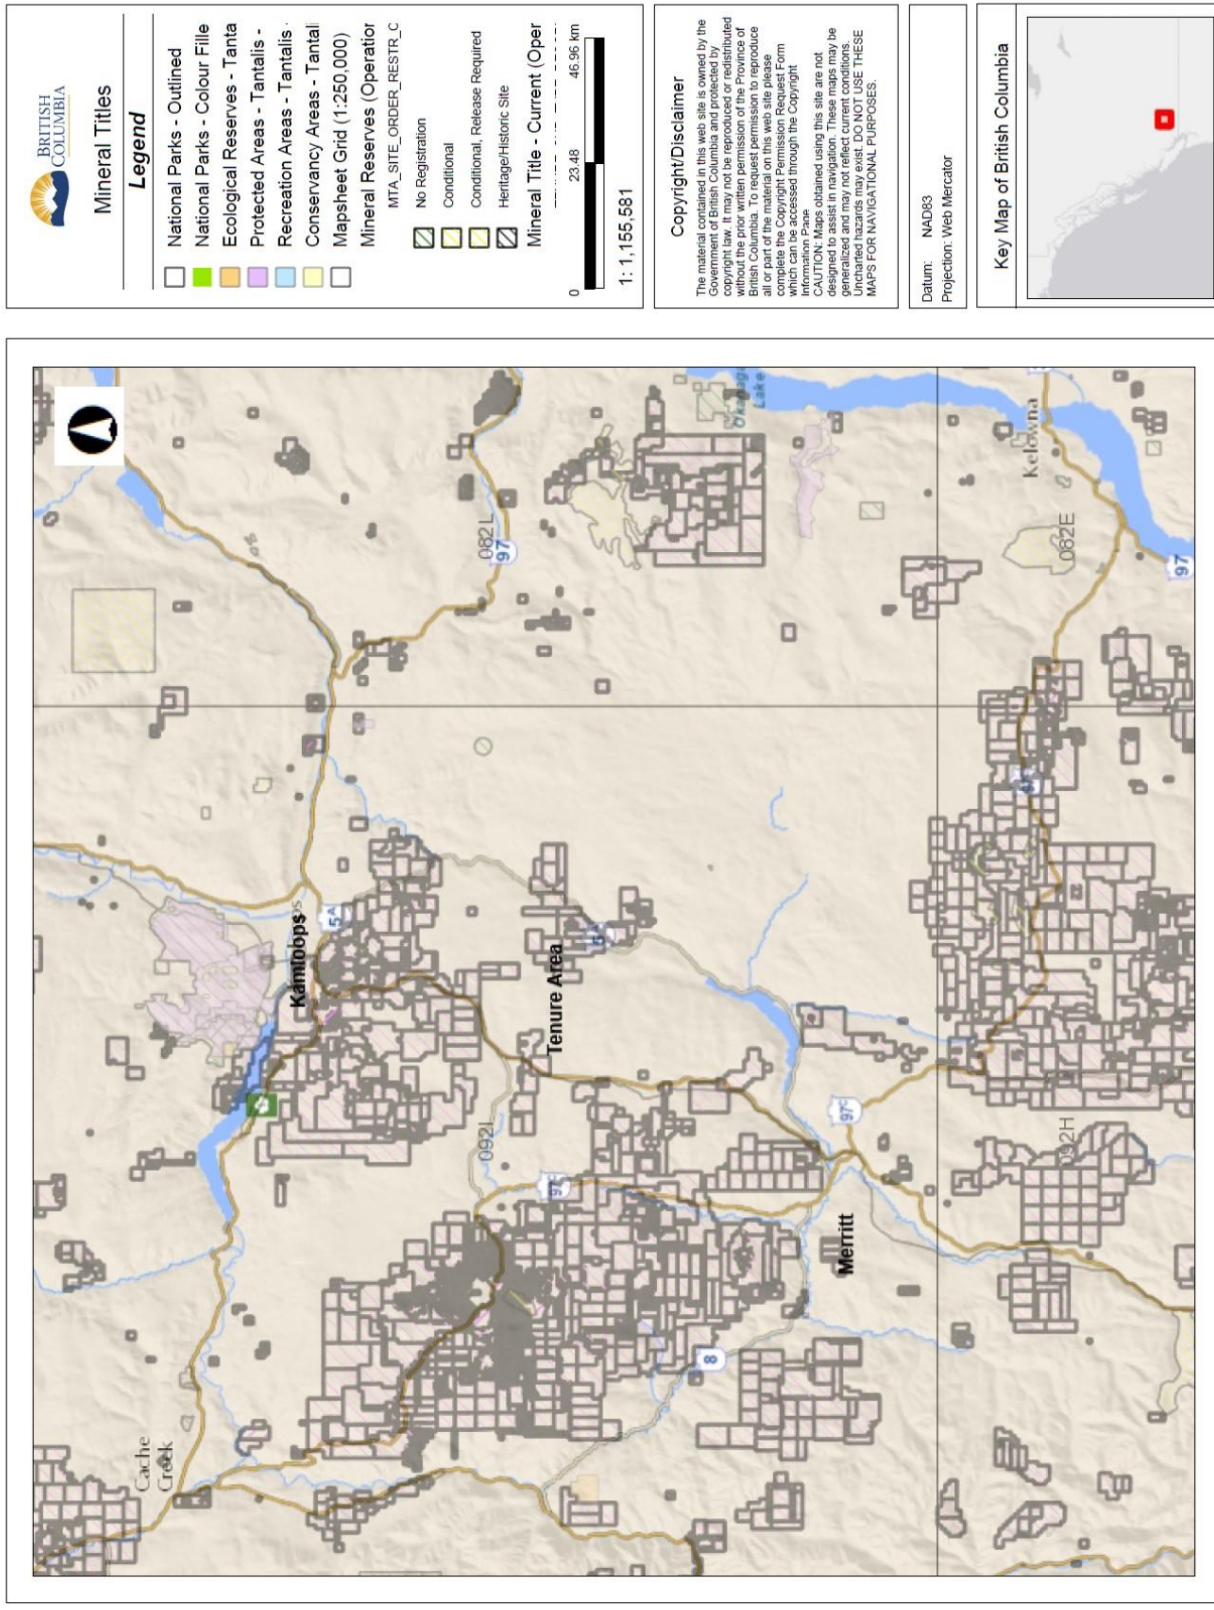 BRITISH
COLUMBIA
Mineral Titles
Legend
National Parks - Outlined
National Parks - Colour Fille
Ecological Reserves - Tanta
Protected Areas - Tantalis -
Recreation Areas - Tantalis
Conservancy Areas - Tantali
Mapsheet Grid (1:250,000)
Mineral Reserves (Operation
MTA_SITE_ORDER_RESTR_C
No Registration
Conditional
Conditional, Release Required
Heritage/Historic Site
Mineral Title - Current (Oper
0 23.48 46.96 km
1: 1,155,581
Copyright/Disclaimer
The material contained in this web site is owned by the
Government of British Columbia and protected by
copyright law. It may not be reproduced or redistributed
without the prior written permission of the Province of
British Columbia. To request permission to reproduce
all or part of the material on this web site please
complete the Copyright Permission Request Form
which can be accessed through the Copyright
Information Page
CAUTION: Maps obtained using this site are not
designed to assist in navigation. These maps may be
generalized and may not reflect current conditions.
Uncharted hazards may exist. DO NOT USE THESE
MAPS FOR NAVIGATIONAL PURPOSES.
Datum: NAD83
Projection: Web Mercator
Key Map of British Columbia
Cache
Creek
Kamloops
5A
082L
97
092I
Tenure Area
5A
97C
Okanaga
Lake
8
Merritt
97C
Kelowna
092H
082E
97